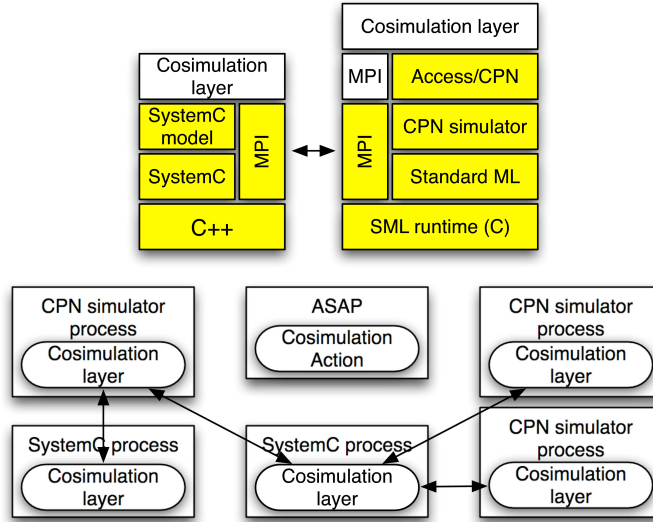 Cosimulation layer
Cosimulation
layer
MPI
Access/CPN
SystemC
model
MPI
MPI
CPN simulator
SystemC
Standard ML
C++
SML runtime (C)
CPN simulator
process
Cosimulation
layer
ASAP
Cosimulation
Action
CPN simulator
process
Cosimulation
layer
SystemC process
Cosimulation
layer
SystemC process
Cosimulation
layer
CPN simulator
process
Cosimulation
layer